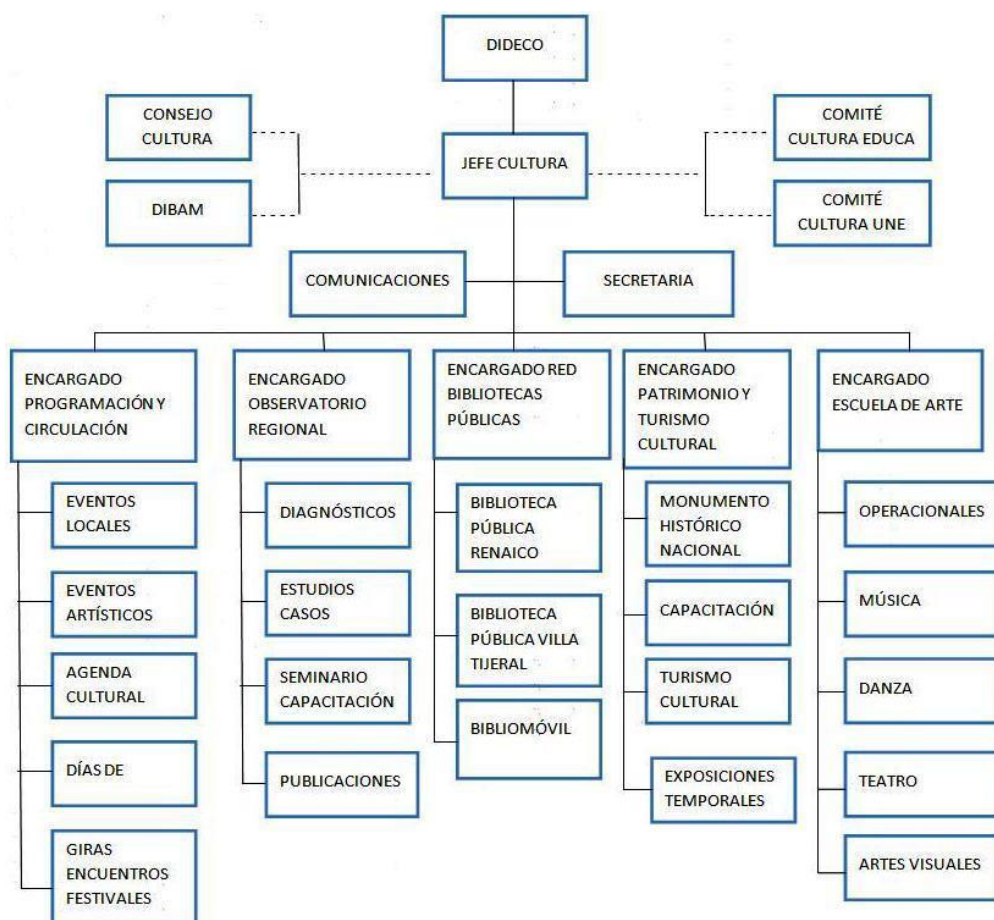 DIDECO
CONSEJO
CULTURA
COMITÉ
CULTURA EDUCA
JEFE CULTURA
DIBAM
COMITÉ
CULTURA UNE
COMUNICACIONES
SECRETARIA
ENCARGADO
PROGRAMACIÓN Y
CIRCULACIÓN
EVENTOS
LOCALES
EVENTOS
ARTÍSTICOS
AGENDA
CULTURAL
DÍAS DE
GIRAS
ENCUENTROS
FESTIVALES
ENCARGADO
OBSERVATORIO
REGIONAL
DIAGNÓSTICOS
ESTUDIOS
CASOS
SEMINARIO
CAPACITACIÓN
PUBLICACIONES
ENCARGADO RED
BIBLIOTECAS
PÚBLICAS
BIBLIOTECA
PÚBLICA
RENAICO
BIBLIOTECA
PÚBLICA VILLA
TIJERAL
BIBLIOMÓVIL
ENCARGADO
PATRIMONIO Y
TURISMO
CULTURAL
MONUMENTO
HISTÓRICO
NACIONAL
CAPACITACIÓN
TURISMO
CULTURAL
EXPOSICIONES
TEMPORALES
ENCARGADO
ESCUELA DE ARTE
OPERACIONALES
MÚSICA
DANZA
TEATRO
ARTES VISUALES